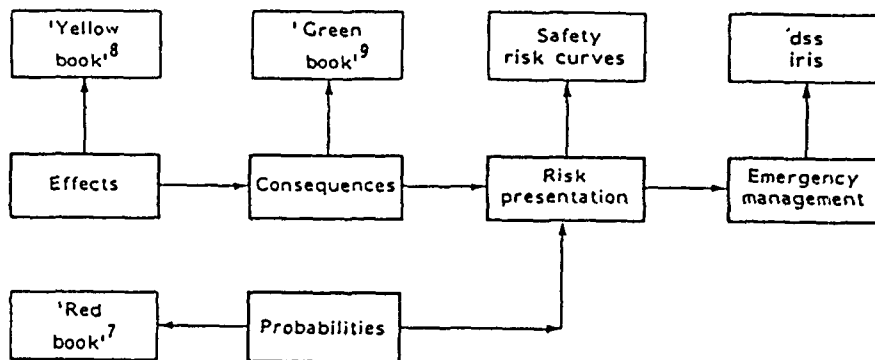 'Yellow
book'8
'Green
book'9
Safety
risk curves
'dss
iris
Effects
Consequences
Risk
presentation
Emergency
management
'Red
book'7
Probabilities